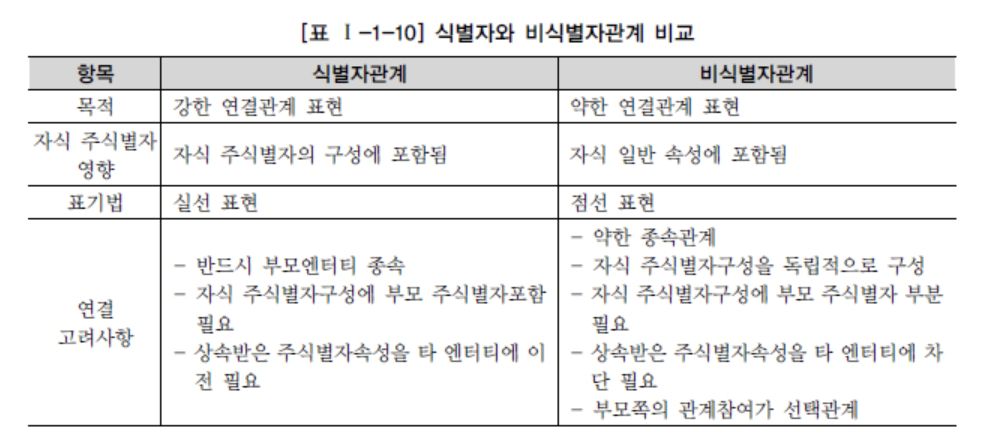 [표 Ⅰ-1-10] 식별자와 비식별자관계 비교
항목 식별자관계 비식별자관계
목적 강한 연결관계 표현 약한 연결관계 표현
자식 주식별자
영향
자식 주식별자의 구성에 포함됨 자식 일반 속성에 포함됨
표기법 실선 표현 점선 표현
연결
고려사항
- 반드시 부모엔터티 종속
- 자식 주식별자구성에 부모 주식별자포함
필요
- 상속받은 주식별자속성을 타 엔터티에 이
전 필요
- 약한 종속관계
- 자식 주식별자구성을 독립적으로 구성
- 자식 주식별자구성에 부모 주식별자 부분
필요
- 상속받은 주식별자속성을 타 엔터티에 차
단 필요
- 부모쪽의 관계참여가 선택관계